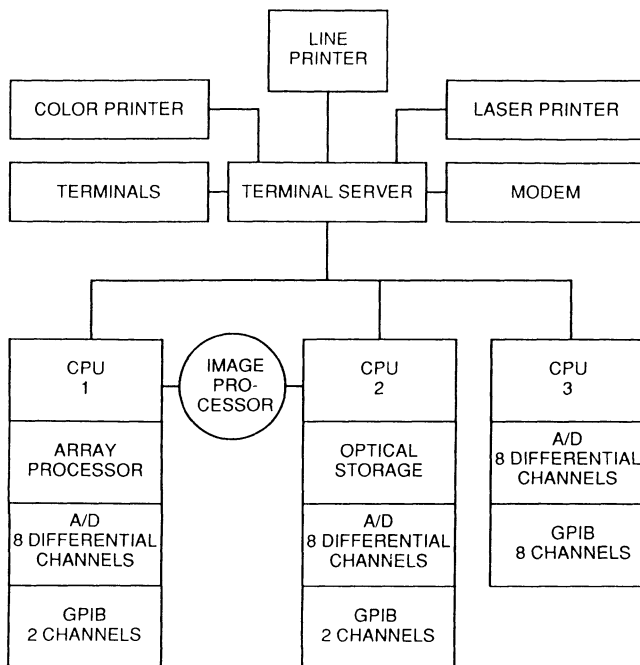 LINE
PRINTER
COLOR PRINTER
LASER PRINTER
TERMINALS
TERMINAL SERVER
MODEM
CPU
1
IMAGE
PRO-
CESSOR
CPU
2
CPU
3
ARRAY
PROCESSOR
OPTICAL
STORAGE
A/D
8 DIFFERENTIAL
CHANNELS
A/D
8 DIFFERENTIAL
CHANNELS
A/D
8 DIFFERENTIAL
CHANNELS
GPIB
8 CHANNELS
GPIB
2 CHANNELS
GPIB
2 CHANNELS